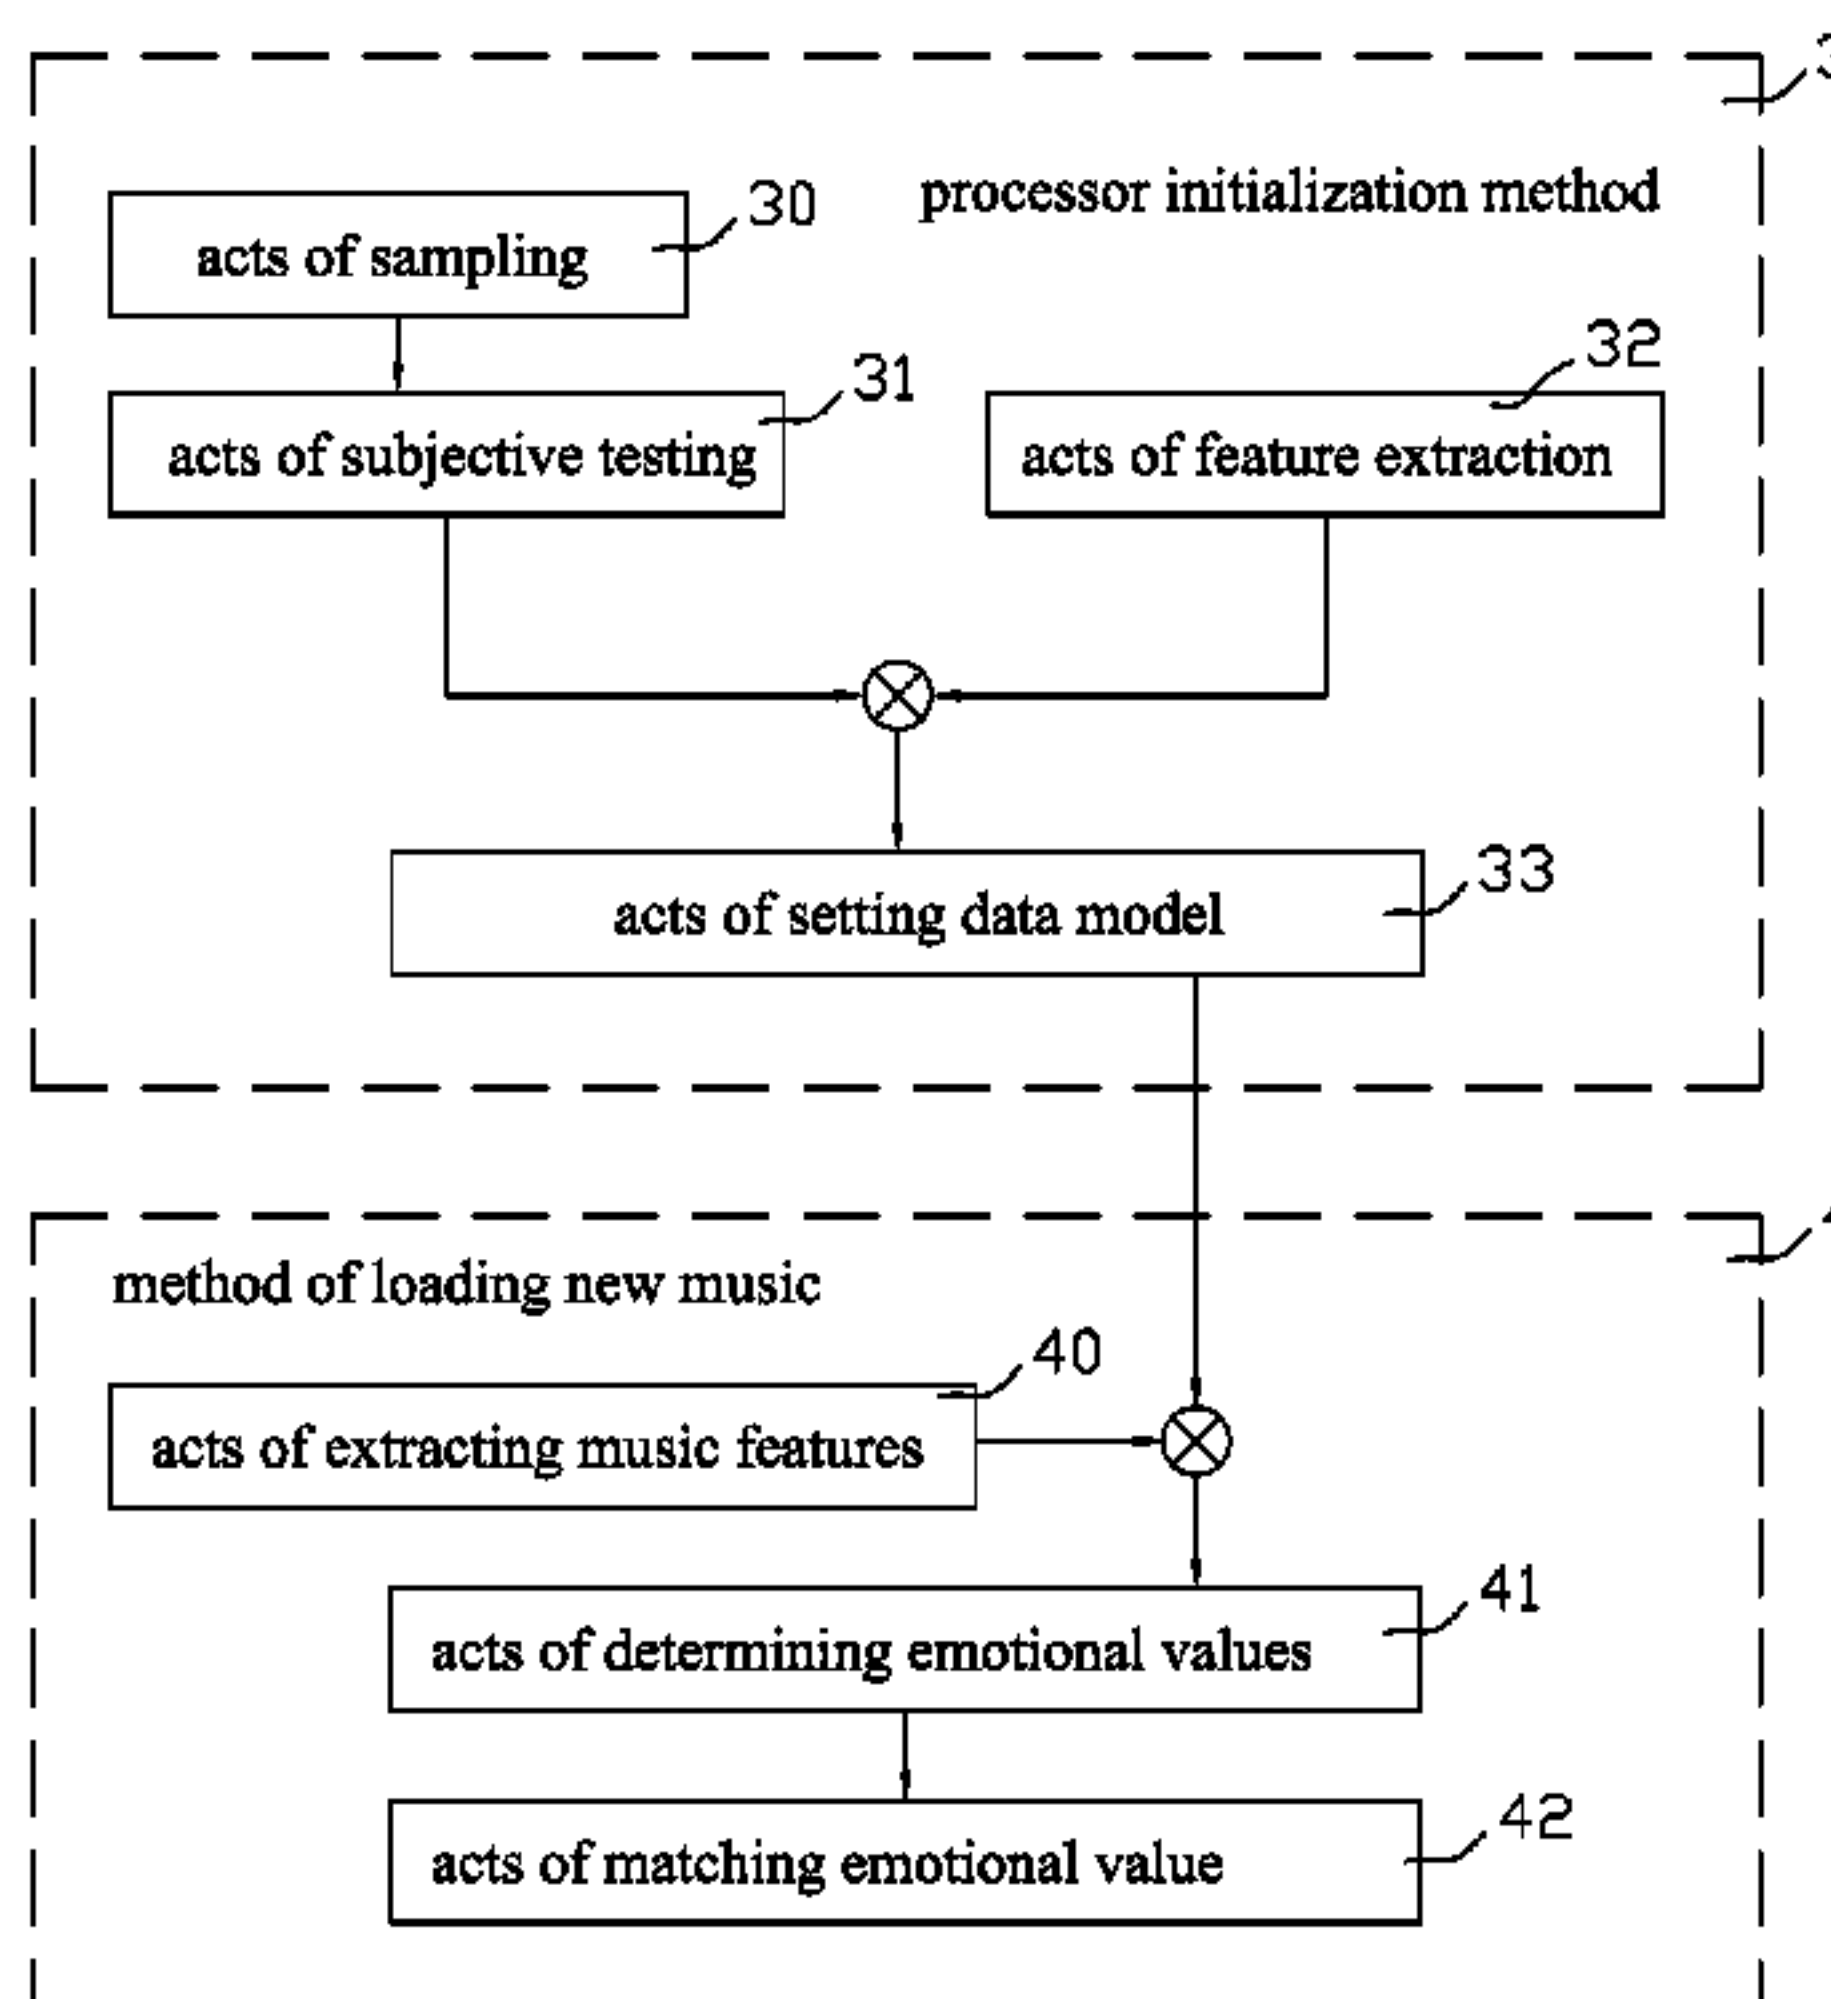 processor initialization method
30
acts of sampling
31
acts of subjective testing
32
acts of feature extraction
33
acts of setting data model
method of loading new music
40
acts of extracting music features
41
acts of determining emotional values
42
acts of matching emotional value